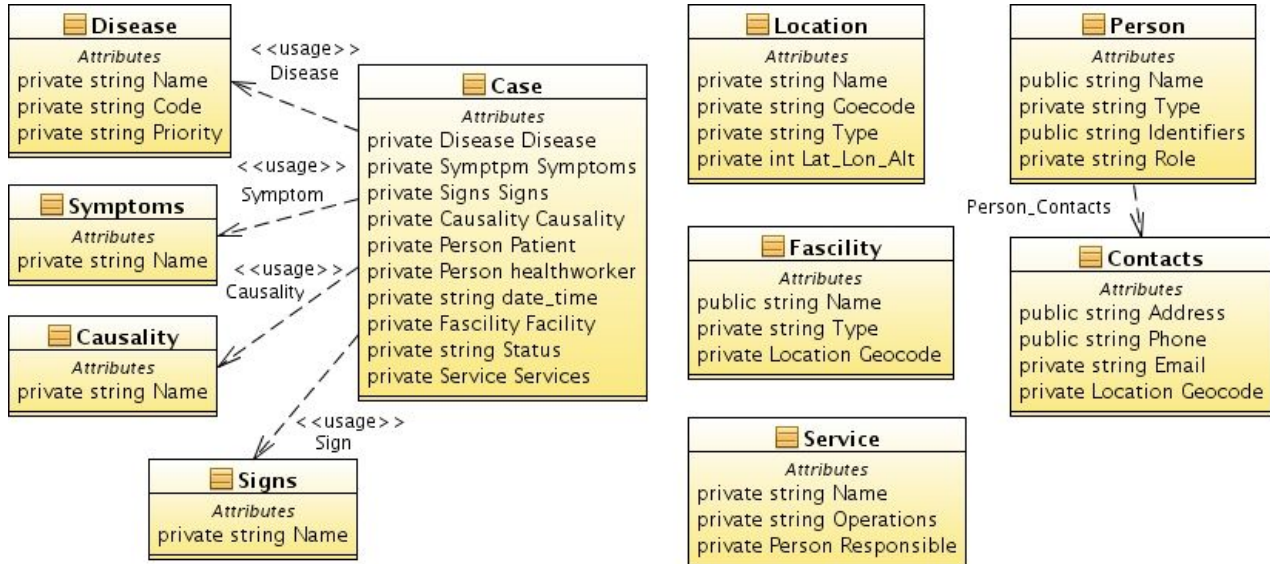 Disease
Attributes
private string Name
private string Code
private string Priority
<<usage>>
Disease
Case
Attributes
private Disease Disease
private Symptpm Symptoms
private Signs Signs
private Causality Causality
private Person Patient
private Person healthworker
private string date_time
private Fascility Facility
private string Status
private Service Services
<<usage>>
Symptom
Symptoms
Attributes
private string Name
<<usage>>
Causality
Causality
Attributes
private string Name
<<usage>>
Sign
Signs
Attributes
private string Name
Location
Attributes
private string Name
private string Goecode
private string Type
private int Lat_Lon_Alt
Person
Attributes
public string Name
private string Type
public string Identifiers
private string Role
Person_Contacts
Fascility
Attributes
public string Name
private string Type
private Location Geocode
Contacts
Attributes
public string Address
public string Phone
private string Email
private Location Geocode
Service
Attributes
private string Name
private string Operations
private Person Responsible